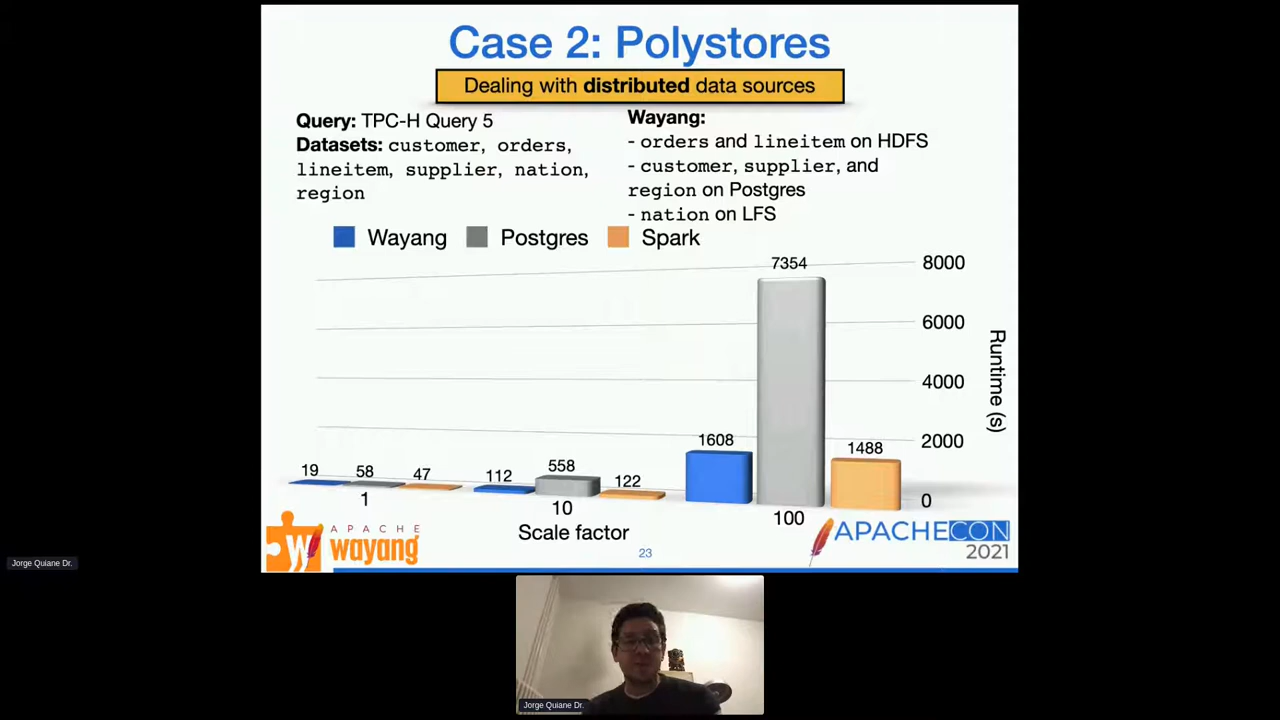 Case 2: Polystores
Dealing with distributed data sources
Query: TPC-H Query 5
Datasets: customer, orders,
lineitem, supplier, nation,
region
Wayang:
- orders and lineitem on HDFS
- customer, supplier, and
region on Postgres
- nation on LFS
Wayang
Postgres
Spark
8000
6000
4000
2000
0
Runtime (s)
19
58
47
112
558
122
1608
7354
1488
1
10
100
Scale factor
APACHE
wayang
23
APACHECON
2021
Jorge Quiane Dr.
Jorge Quiane Dr.